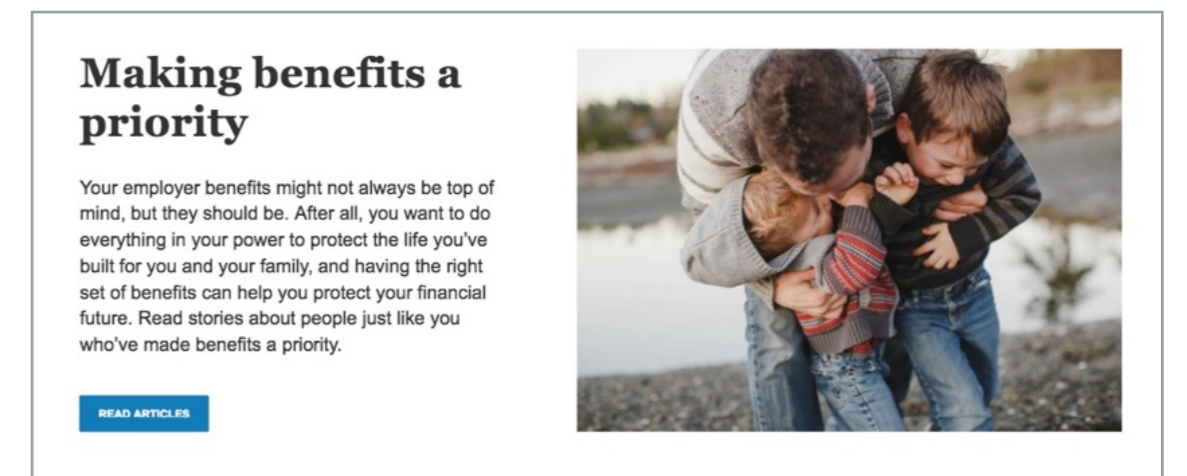 Making benefits a
priority
Your employer benefits might not always be top of
mind, but they should be. After all, you want to do
everything in your power to protect the life you've
built for you and your family, and having the right
set of benefits can help you protect your financial
future. Read stories about people just like you
who've made benefits a priority.
READ ARTICLES